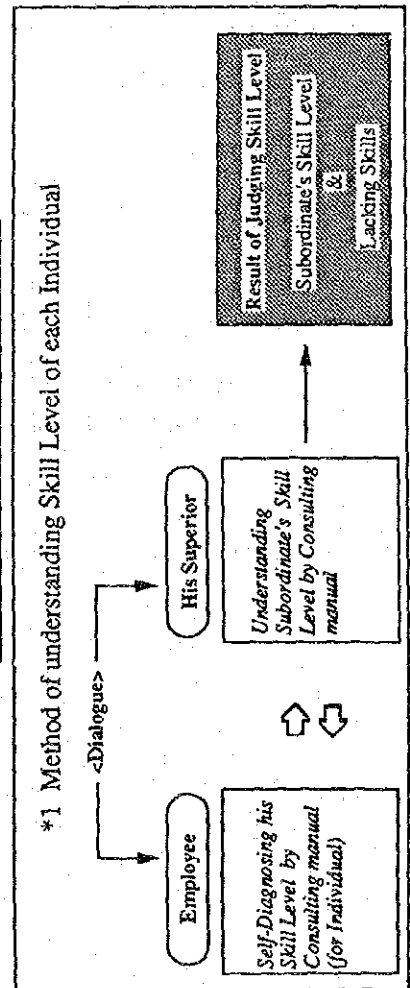 *1 Method of understanding Skill Level of each Individual
<Dialogue>
Employee
Self-Diagnosing his
Skill Level by
Consulting manual
(for Individual)
His Superior
Understanding
Subordinate's Skill
Level by Consulting
manual
Result of Judging Skill Level
Subordinate's Skill Level
&
Lacking Skills